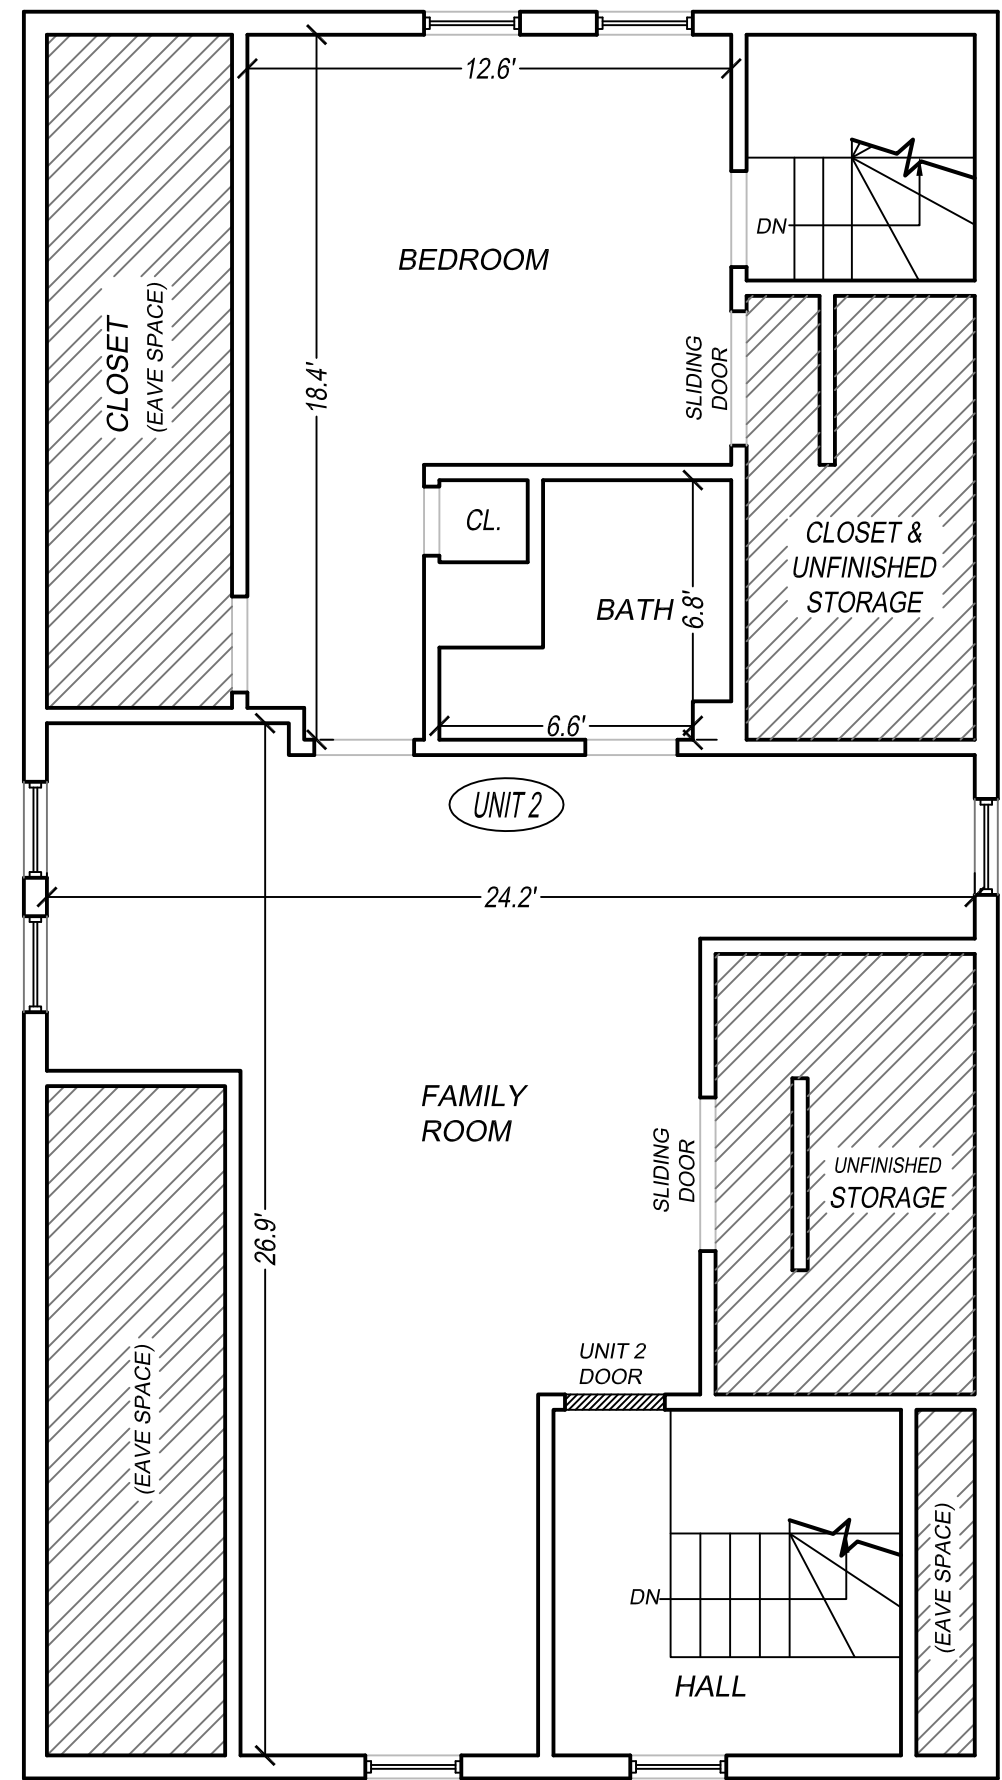 12.6'
DN
BEDROOM
CLOSET
(EAVE SPACE)
18.4'
SLIDING
DOOR
CL.
CLOSET &
UNFINISHED
STORAGE
BATH
6.8'
6.6'
UNIT 2
24.2'
FAMILY
ROOM
SLIDING
DOOR
UNFINISHED
STORAGE
26.9'
UNIT 2
DOOR
(EAVE SPACE)
(EAVE SPACE)
DN
HALL